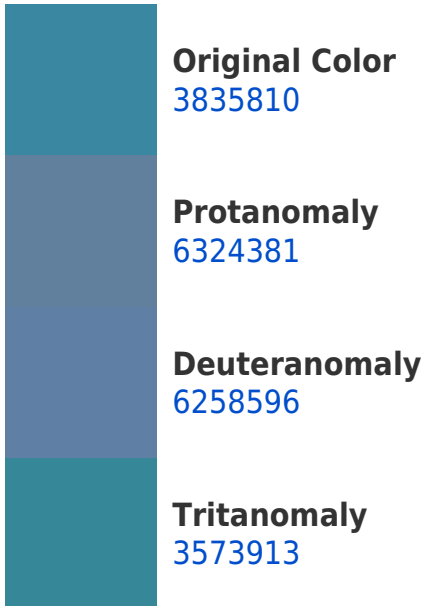 Original Color
3835810
Protanomaly
6324381
Deuteranomaly
6258596
Tritanomaly
3573913